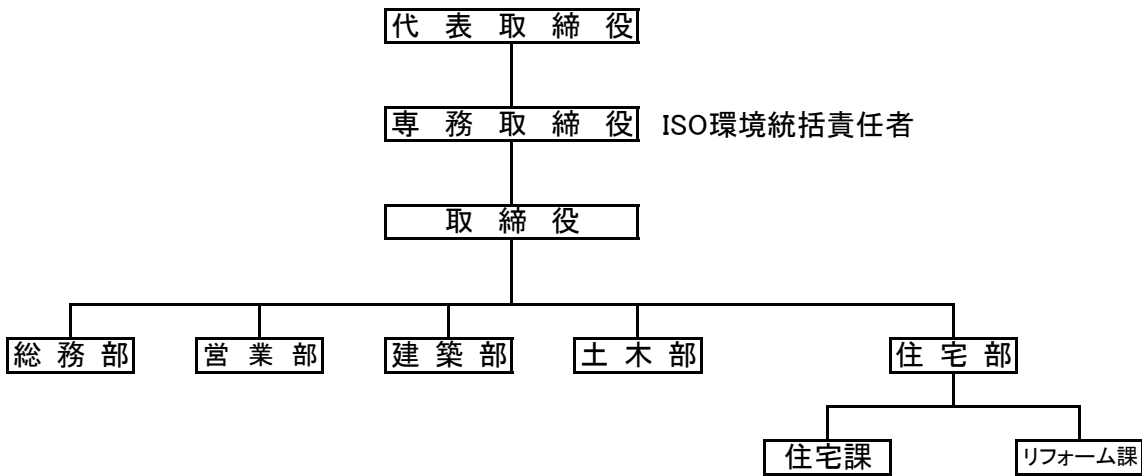 代表取締役
専務取締役 ISO環境統括責任者
取締役
総務部 営業部 建築部 土木部 住宅部
住宅課 リフォーム課